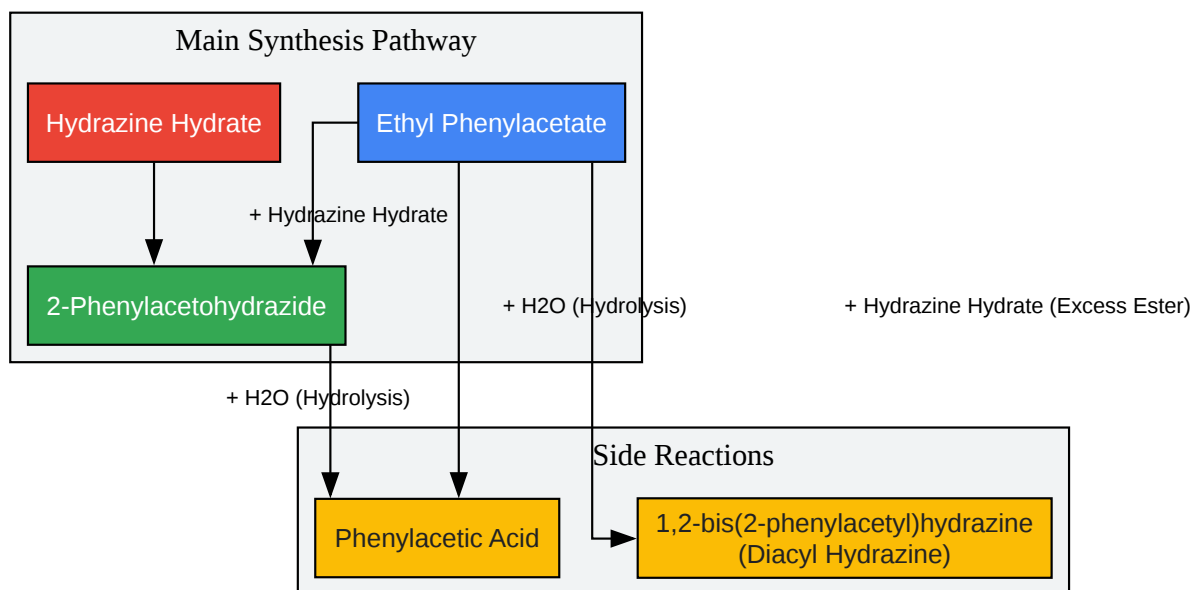 Main Synthesis Pathway
Hydrazine Hydrate
Ethyl Phenylacetate
+ Hydrazine Hydrate
2-Phenylacetohydrazide
+ H2O (Hydrolysis)
+ Hydrazine Hydrate (Excess Ester)
+ H2O (Hydrolysis)
Side Reactions
Phenylacetic Acid
1,2-bis(2-phenylacetyl)hydrazine
(Diacyl Hydrazine)